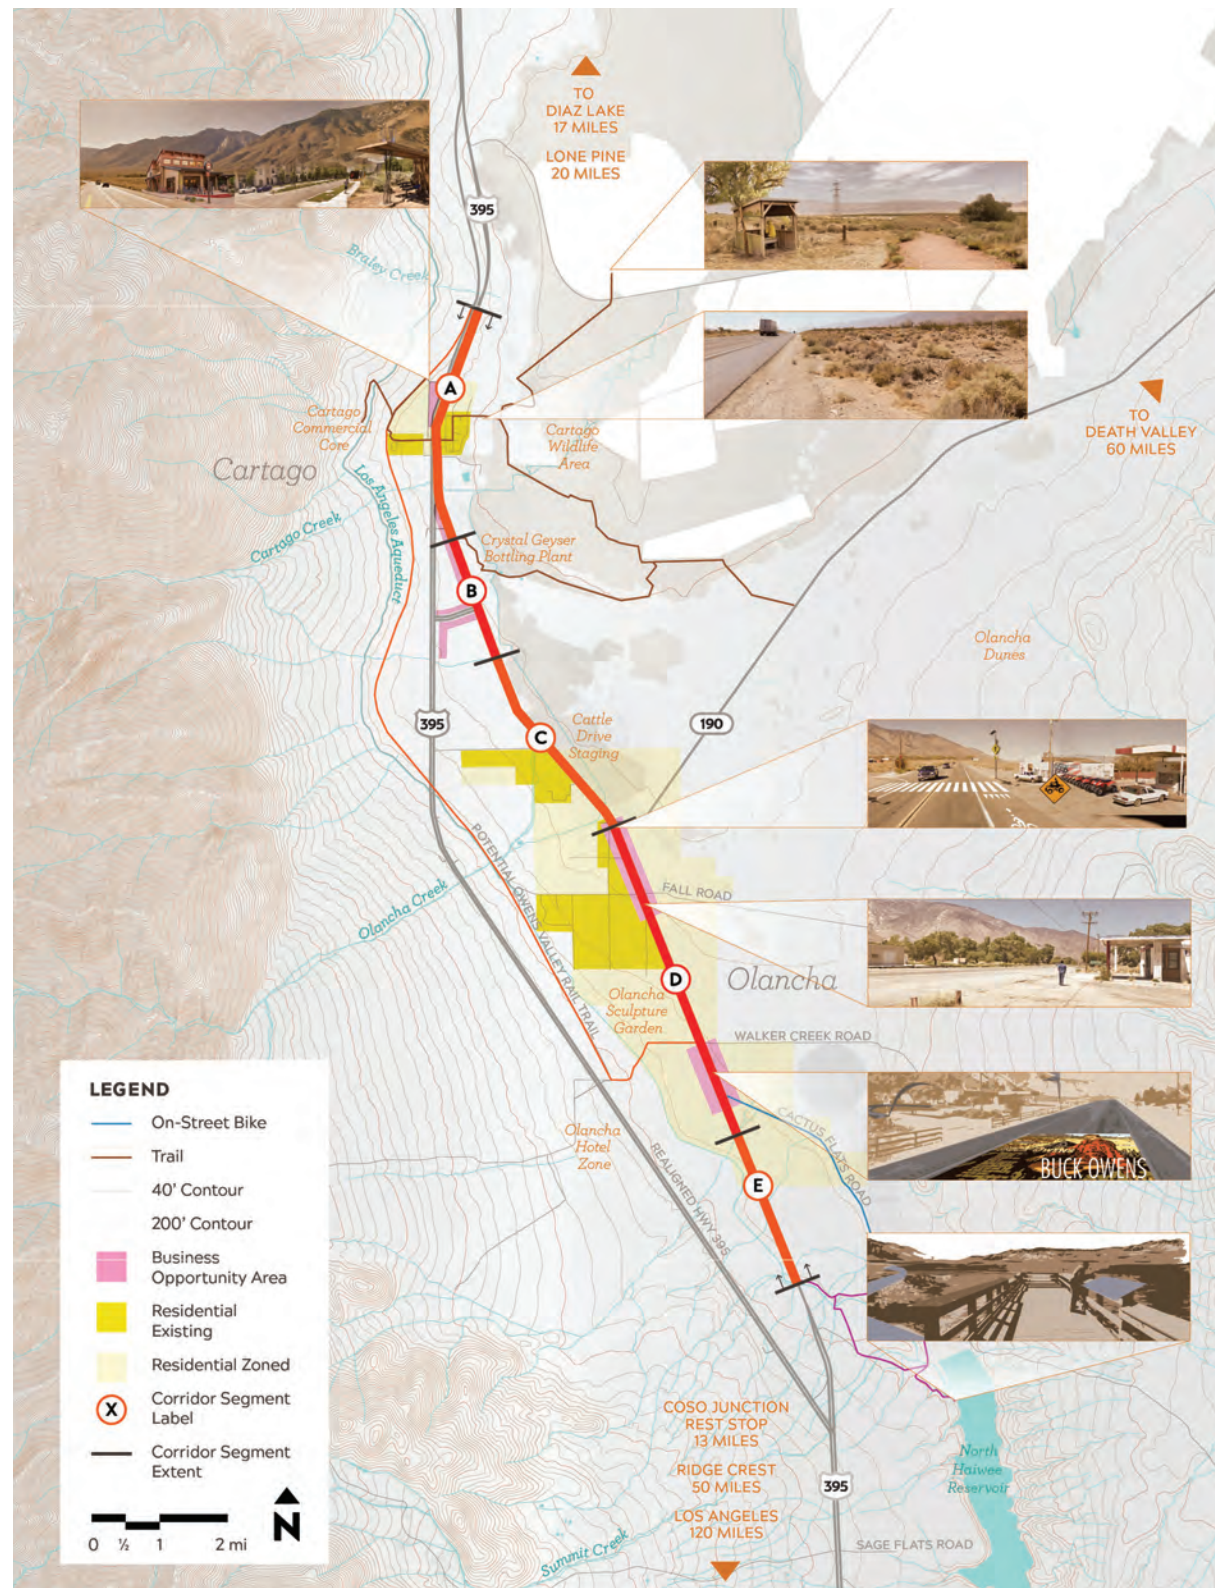 TO
DIAZ LAKE
17 MILES
LONE PINE
20 MILES
395
Braley Creek
A
Cartago
Commercial
Core
Cartago
Cartago
Wildlife
Area
TO
DEATH VALLEY
60 MILES
Los Angeles Aqueduct
Cartago Creek
Crystal Geyser
Bottling Plant
B
Olancha
Dunes
395
C
Cattle
Drive
Staging
190
POTENTIAL OWENS VALLEY RAIL TRAIL
FALL ROAD
Olancha Creek
D
Olancha
Olancha
Sculpture
Garden
WALKER CREEK ROAD
CACTUS FLATS ROAD
BUCK OWENS
Olancha
Hotel
Zone
REALIGNED HWY 395
E
LEGEND
On-Street Bike
Trail
40' Contour
200' Contour
Business
Opportunity Area
Residential
Existing
Residential Zoned
X
Corridor Segment
Label
Corridor Segment
Extent
0 ½ 1 2 mi
N
COSO JUNCTION
REST STOP
13 MILES
RIDGE CREST
50 MILES
LOS ANGELES
120 MILES
395
North
Haiwee
Reservoir
SAGE FLATS ROAD
Summit Creek